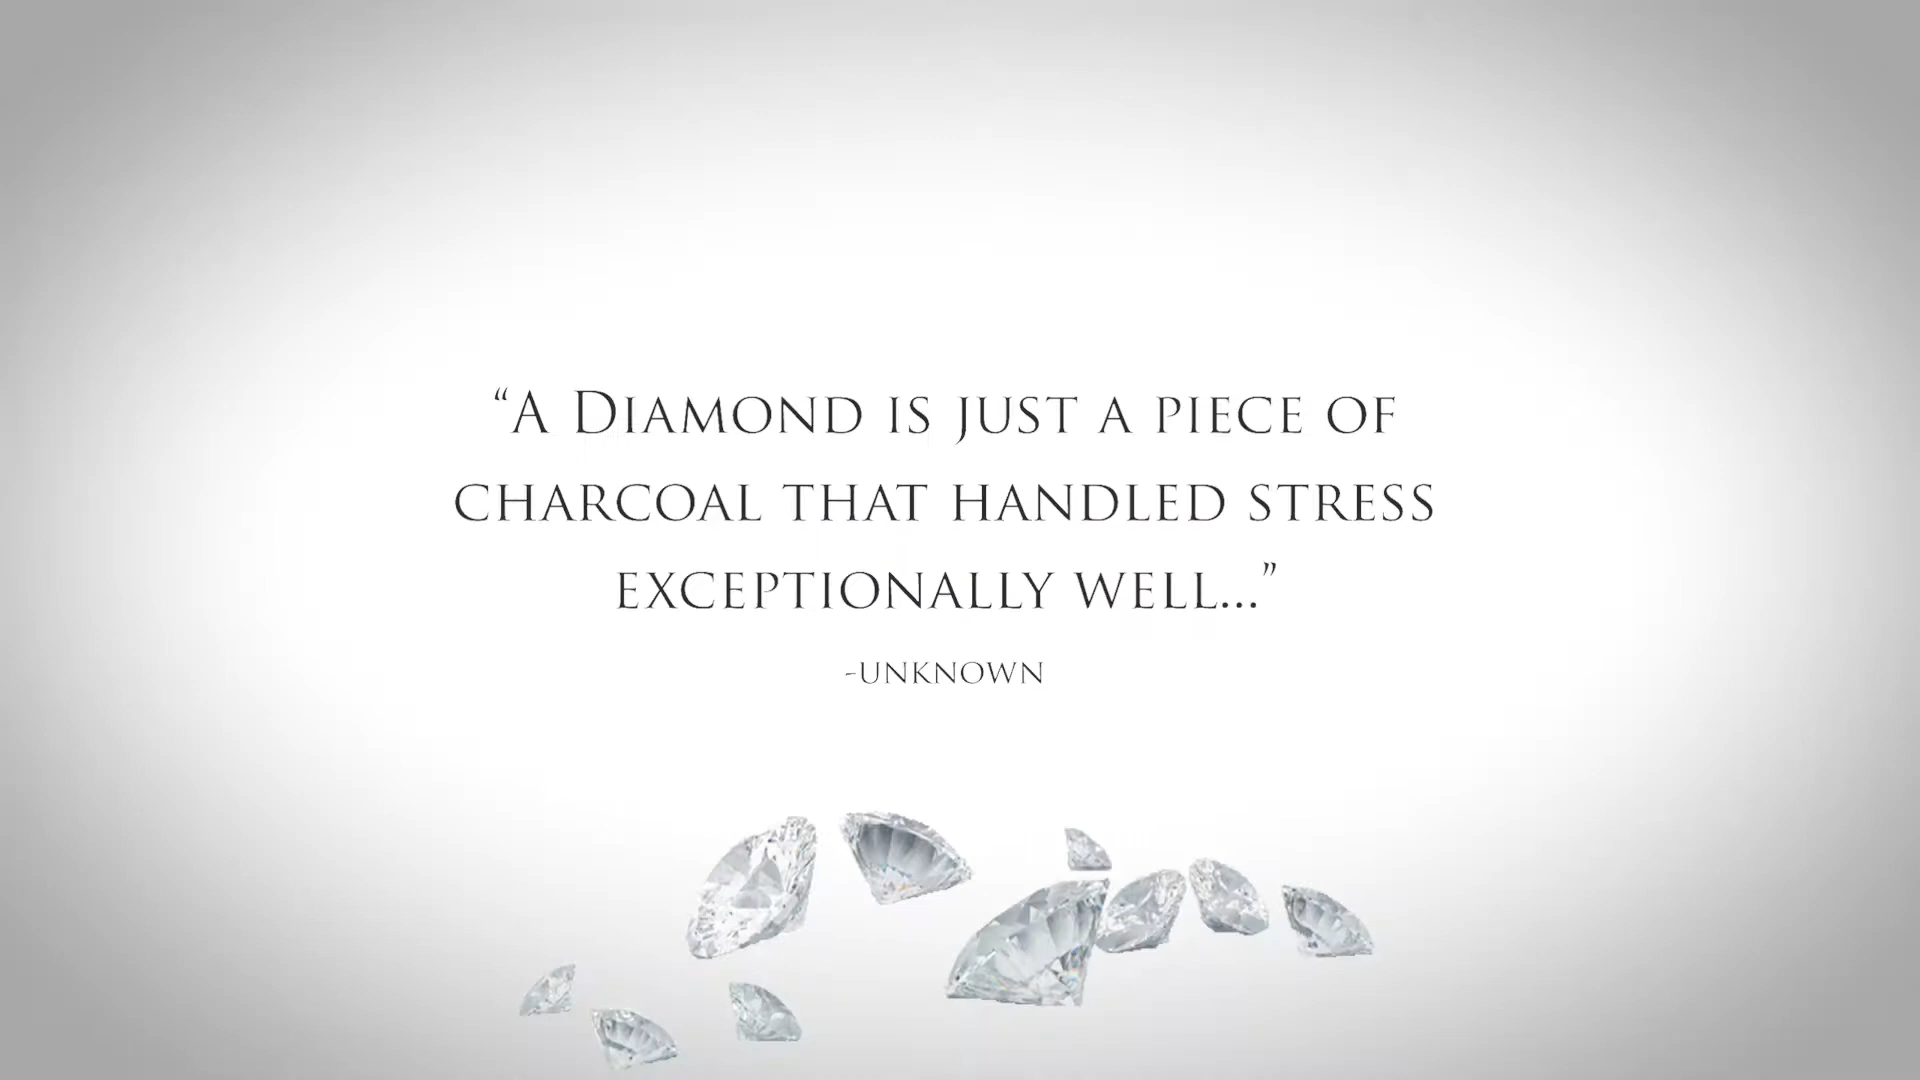 “A Diamond is just a piece of
charcoal that handled stress
exceptionally well...”
-unknown